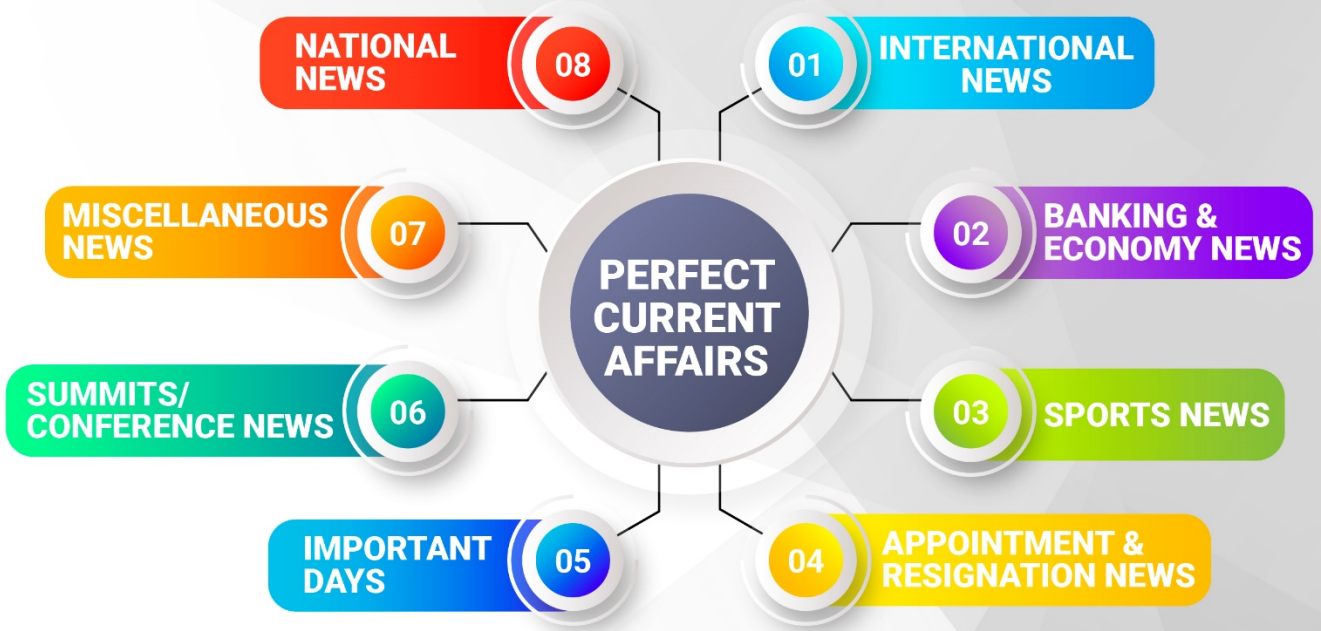 PERFECT
CURRENT
AFFAIRS
01
INTERNATIONAL
NEWS
02
BANKING &
ECONOMY NEWS
03
SPORTS NEWS
04
APPOINTMENT &
RESIGNATION NEWS
05
IMPORTANT
DAYS
06
SUMMITS/
CONFERENCE NEWS
07
MISCELLANEOUS
NEWS
08
NATIONAL
NEWS